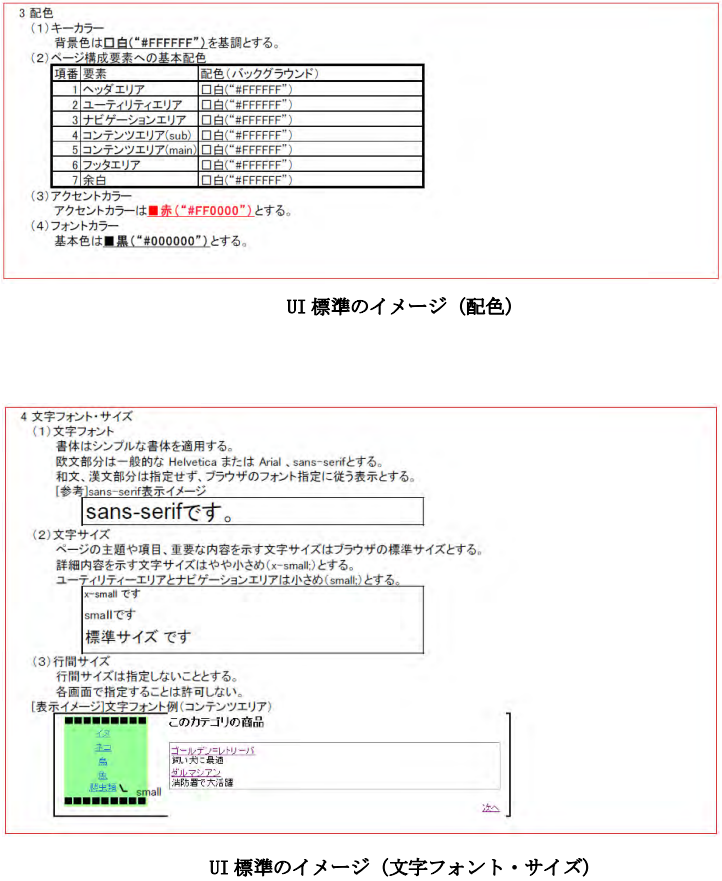 3 配色
(1)キーカラー
背景色は□白(“#FFFFFF”)を基調とする。
(2)ページ構成要素への基本配色
項番 要素 配色(バックグラウンド)
1 ヘッダエリア □白(“#FFFFFF”)
2 ユーティリティエリア □白(“#FFFFFF”)
3 ナビゲーションエリア □白(“#FFFFFF”)
4 コンテンツエリア(sub) □白(“#FFFFFF”)
5 コンテンツエリア(main) □白(“#FFFFFF”)
6 フッタエリア □白(“#FFFFFF”)
7 余白 □白(“#FFFFFF”)
(3)アクセントカラー
アクセントカラーは■赤(“#FF0000”)とする。
(4)フォントカラー
基本色は■黒(“#000000”)とする。
UI 標準のイメージ（配色）
4 文字フォント・サイズ
(1)文字フォント
書体はシンプルな書体を適用する。
欧文部分は一般的な Helvetica または Arial 、sans-serifとする。
和文、漢文部分は指定せず、ブラウザのフォント指定に従う表示とする。
[参考]sans-serif表示イメージ
sans-serifです。
(2)文字サイズ
ページの主題や項目、重要な内容を示す文字サイズはブラウザの標準サイズとする。
詳細内容を示す文字サイズはやや小さめ(x-small;)とする。
ユーティリティーエリアとナビゲーションエリアは小さめ(small;)とする。
x-small です
smallです
標準サイズ です
(3)行間サイズ
行間サイズは指定しないこととする。
各画面で指定することは許可しない。
[表示イメージ]文字フォント例(コンテンツエリア)
このカテゴリの商品
イヌ
ネコ
鳥
魚
爬虫類
small
ゴールデン=レトリーバ
飼い犬に最適
ダルマシアン
消防署で大活躍
次へ
UI 標準のイメージ（文字フォント・サイズ）